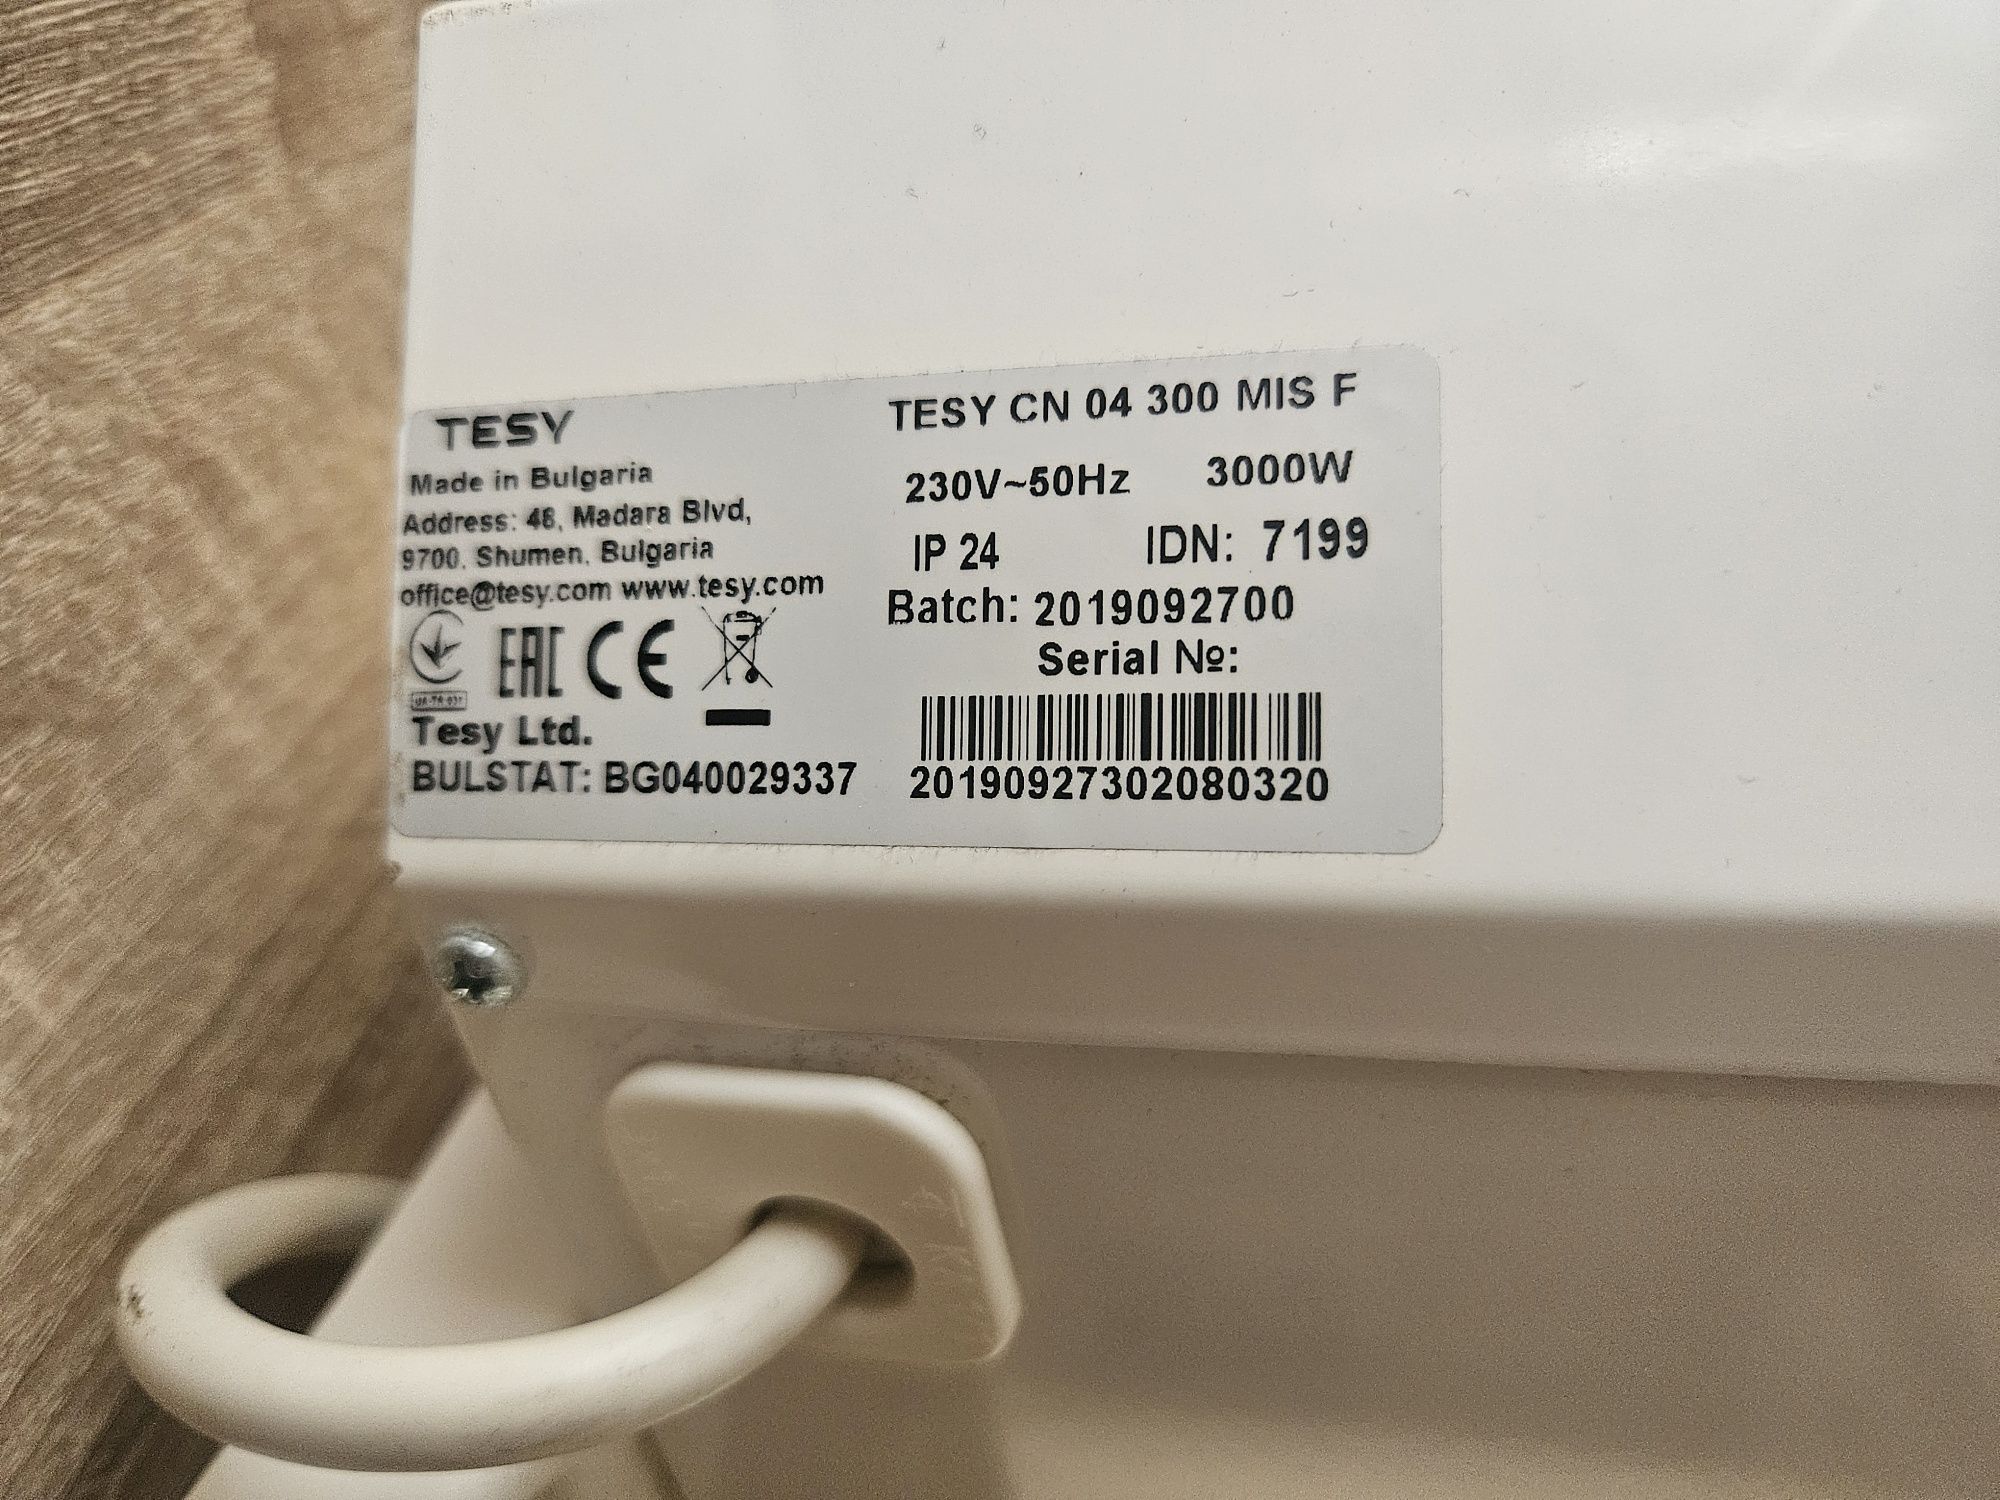 TESY
Made in Bulgaria
Address: 48, Madara Blvd,
9700, Shumen, Bulgaria
office@tesy.com www.tesy.com
EAC CE
Tesy Ltd.
BULSTAT: BG040029337
TESY CN 04 300 MIS F
230V~50Hz 3000W
IP 24 IDN: 7199
Batch: 2019092700
Serial №:
20190927302080320